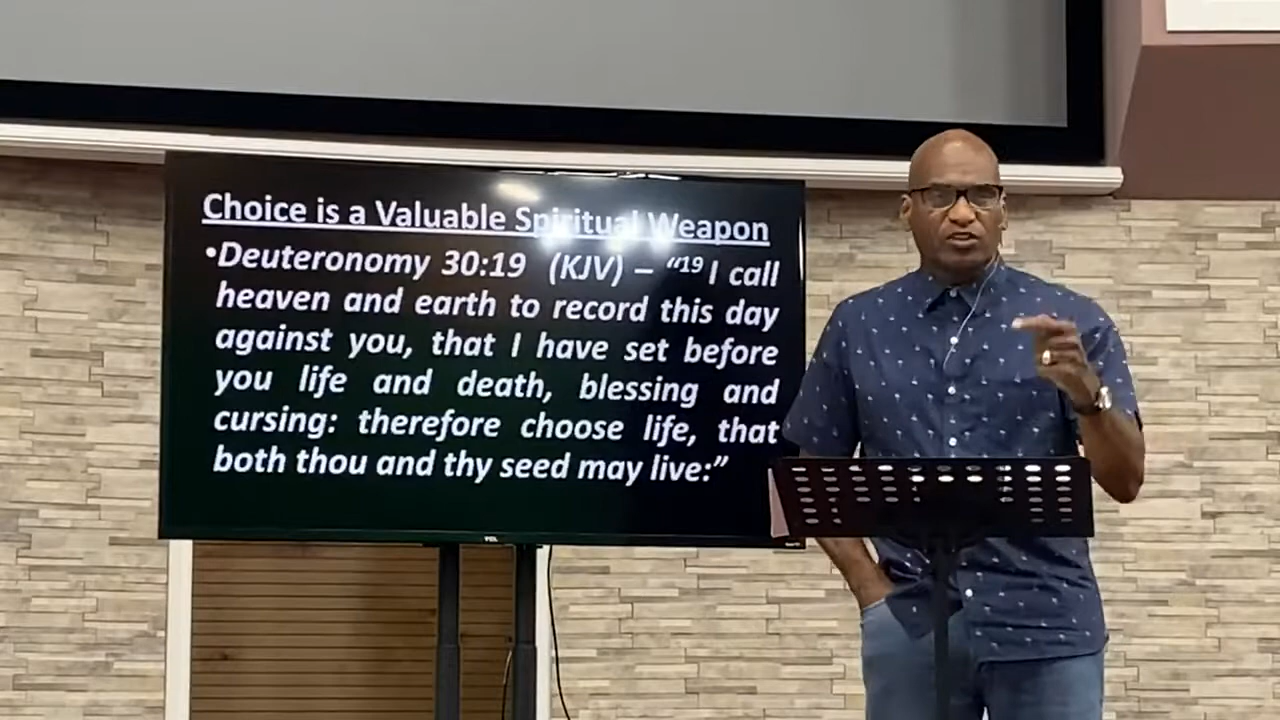 Choice is a Valuable Spiritual Weapon
•Deuteronomy 30:19 (KJV) – “19 I call
heaven and earth to record this day
against you, that I have set before
you life and death, blessing and
cursing: therefore choose life, that
both thou and thy seed may live:”
TCL